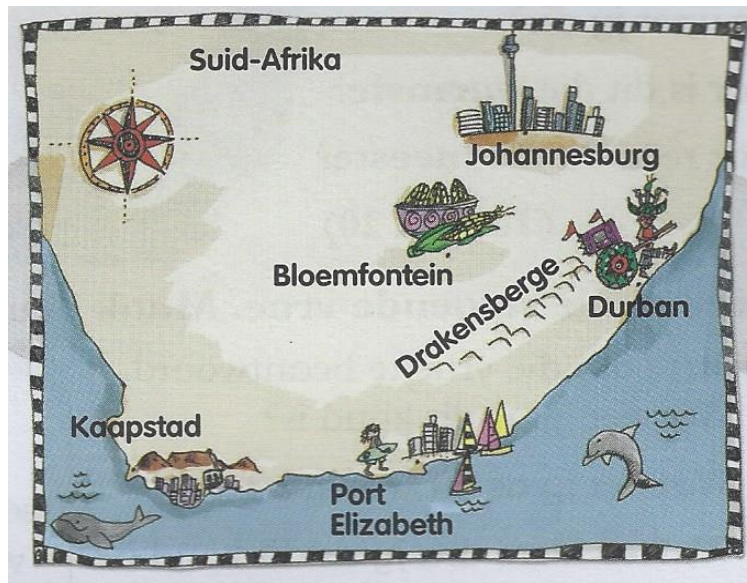 Suid-Afrika
Johannesburg
Bloemfontein
Drakensberge
Durban
Kaapstad
Port
Elizabeth